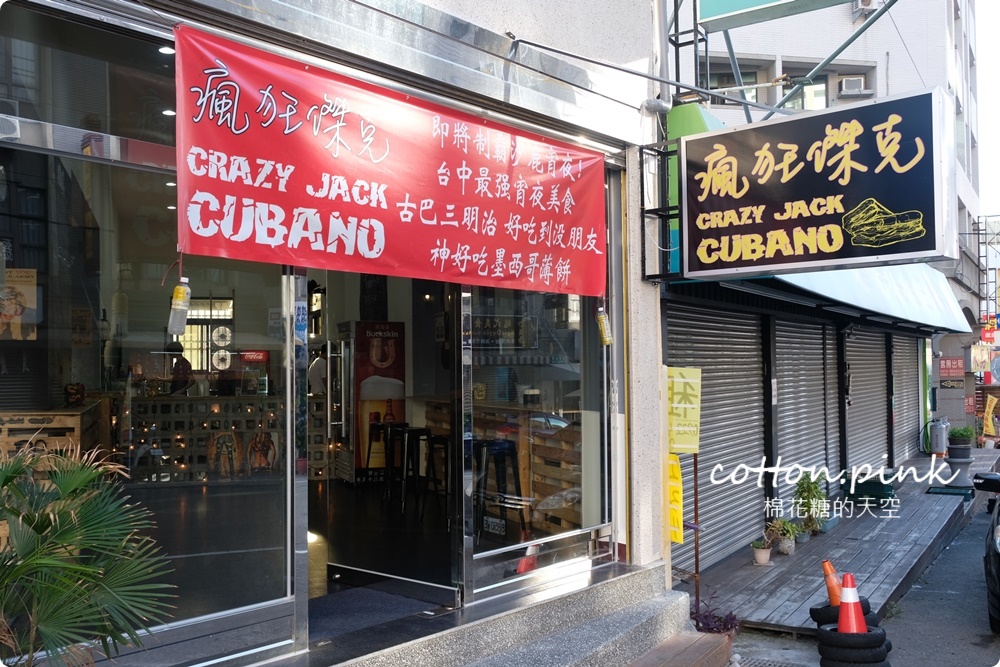 瘋狂傑克
CRAZY JACK
CUBANO
即將制霸沙鹿宵夜!
台中最强宵夜美食
古巴三明治 好吃到没朋友
神好吃墨西哥薄餅
瘋狂傑克
CRAZY JACK
CUBANO
cotton.pink
棉花糖的天空